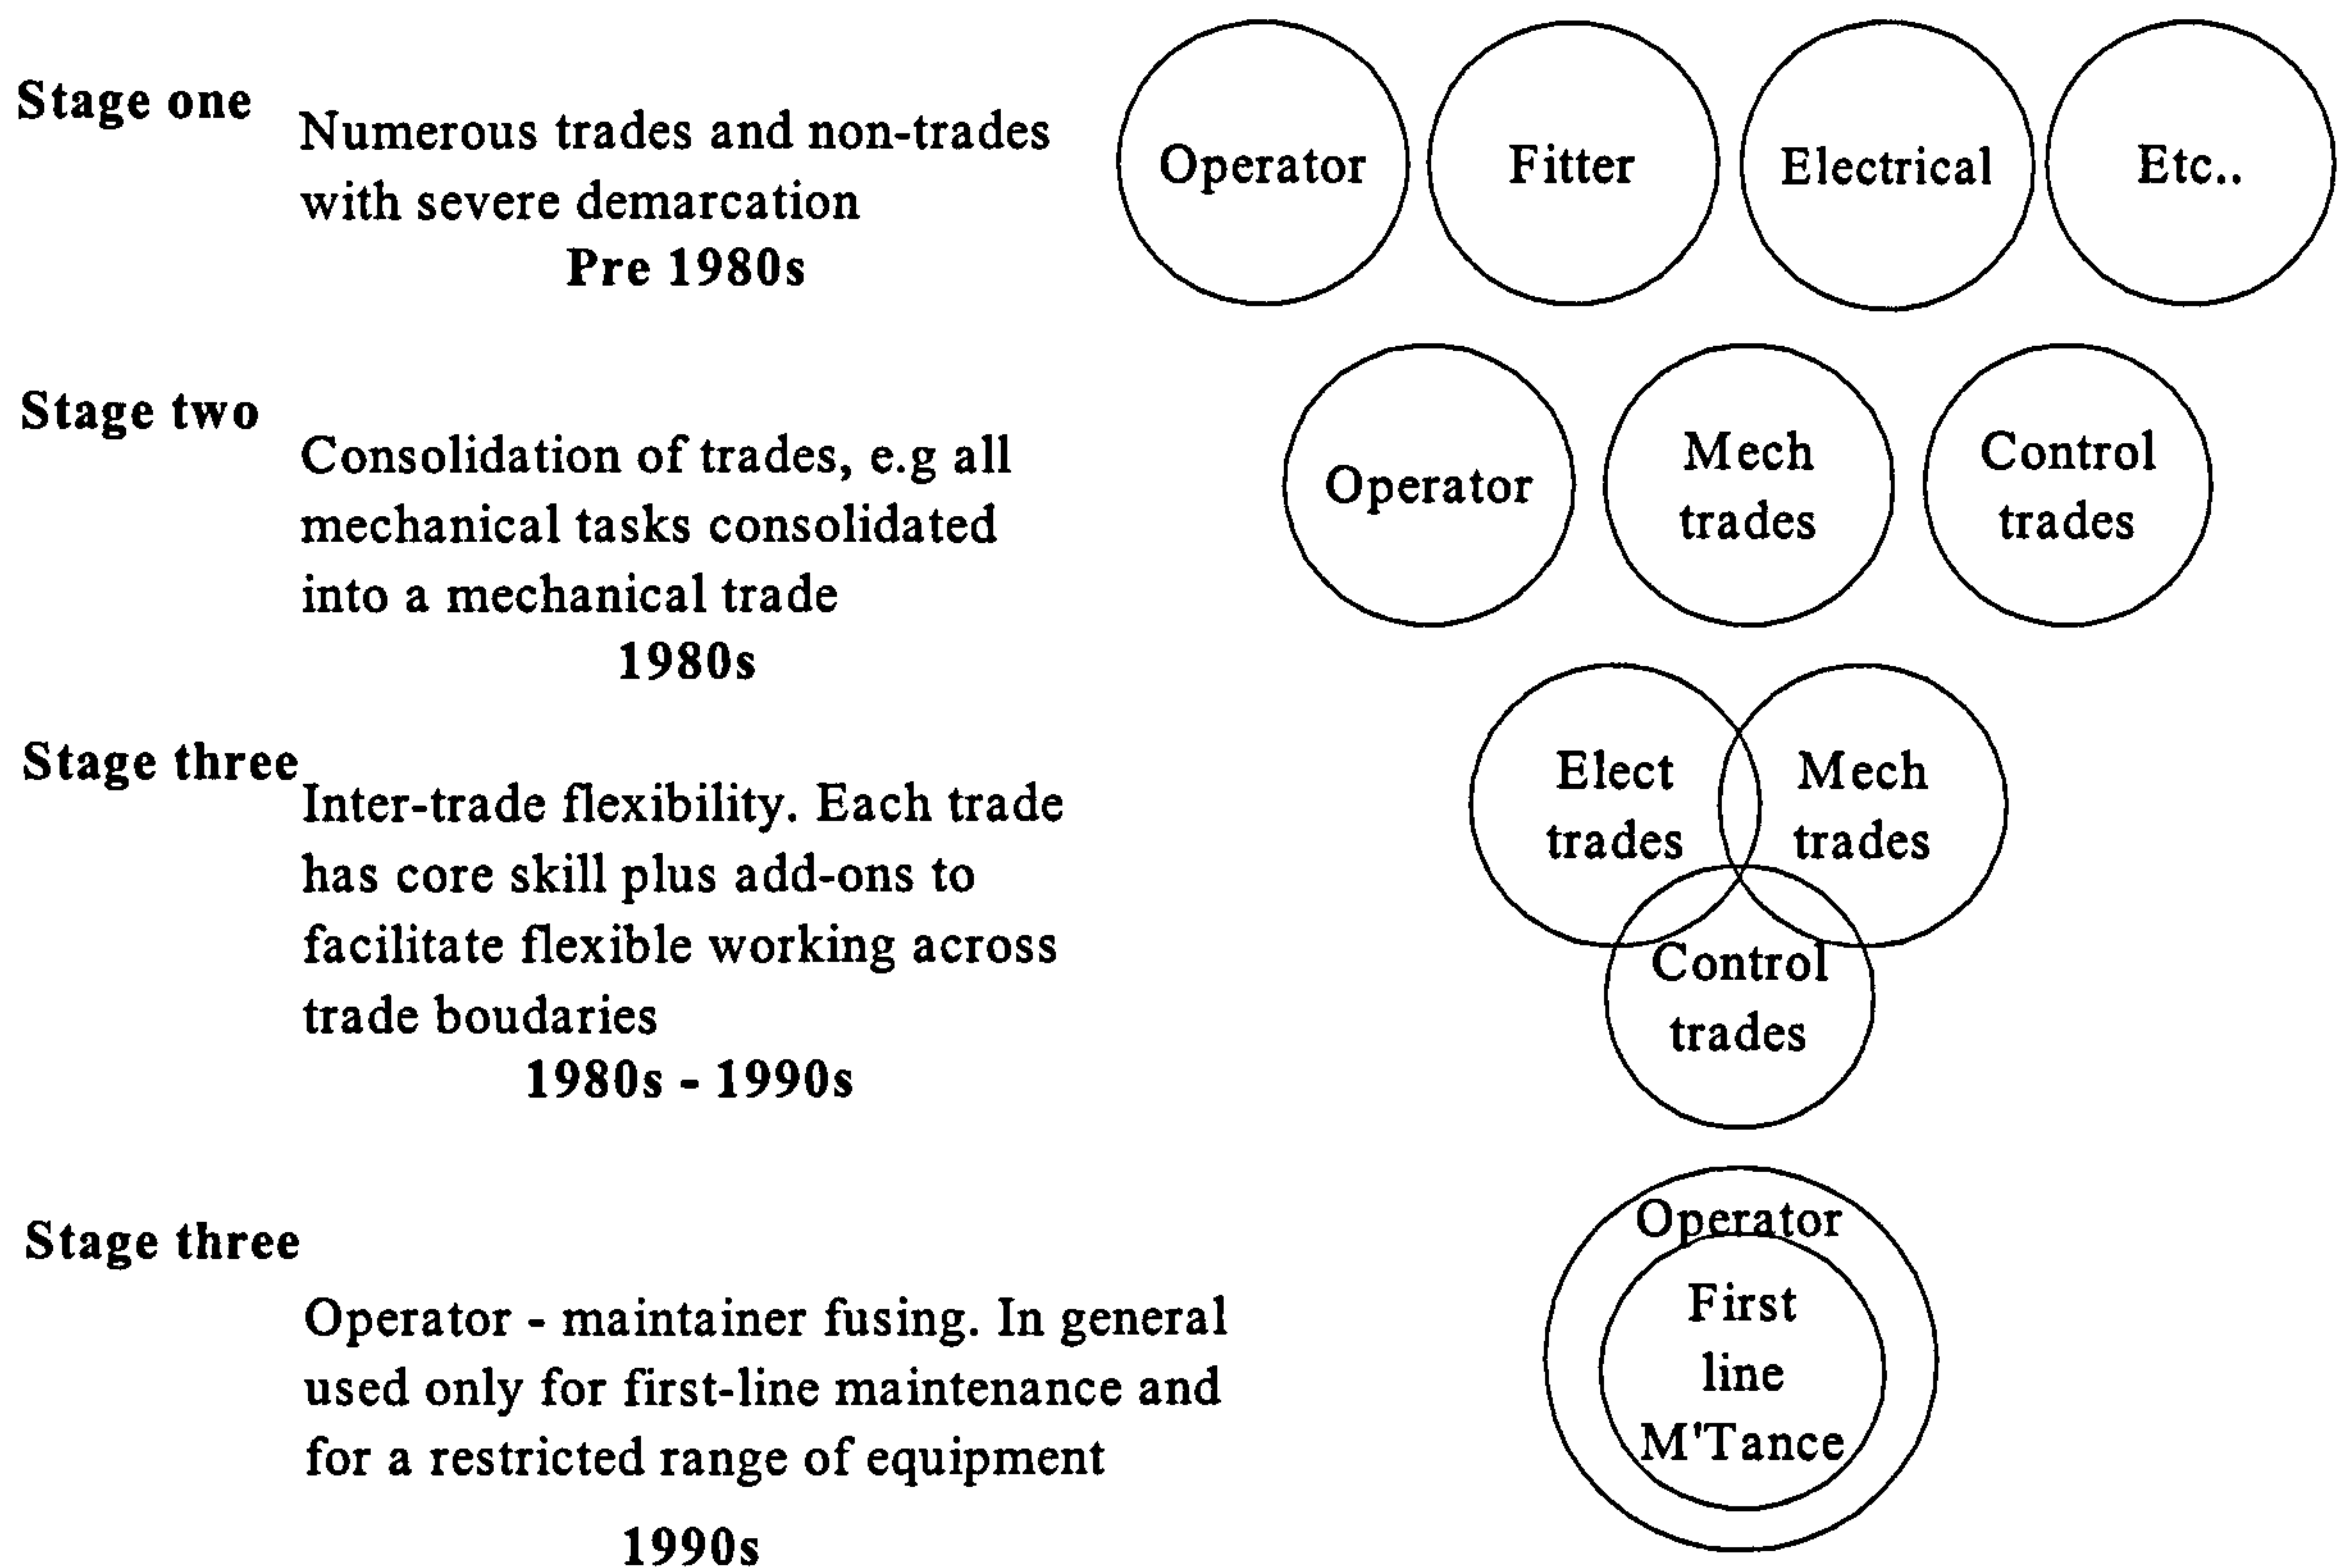 Stage one
Numerous trades and non-trades
with severe demarcation
Pre 1980s
Operator
Fitter
Electrical
Etc..
Stage two
Consolidation of trades, e.g all
mechanical tasks consolidated
into a mechanical trade
1980s
Operator
Mech
trades
Control
trades
Stage three
Inter-trade flexibility. Each trade
has core skill plus add-ons to
facilitate flexible working across
trade boudaries
1980s - 1990s
Elect
trades
Mech
trades
Control
trades
Stage three
Operator - maintainer fusing. In general
used only for first-line maintenance and
for a restricted range of equipment
1990s
Operator
First
line
M'Tance